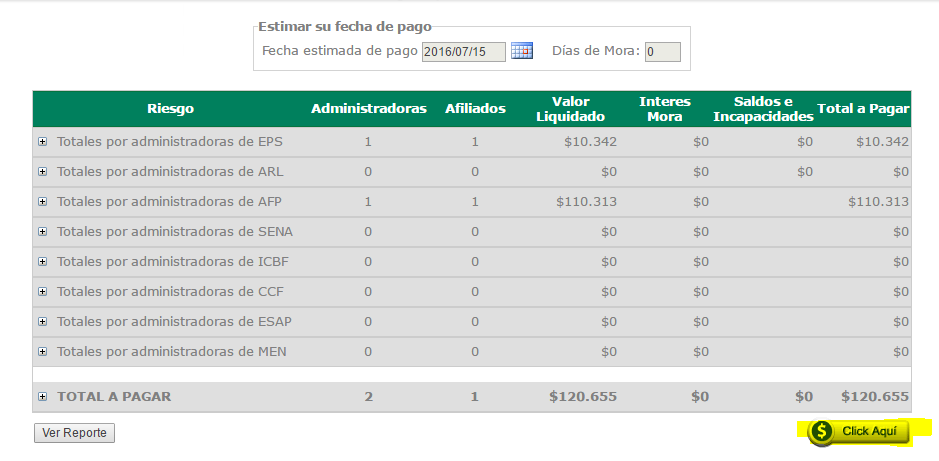 Estimar su fecha de pago
Fecha estimada de pago 2016/07/15 Días de Mora: 0
Riesgo Administradoras Afiliados Valor Liquidado Interes Mora Saldos e Incapacidades Total a Pagar
Totales por administradoras de EPS 1 1 $10.342 $0 $0 $10.342
Totales por administradoras de ARL 0 0 $0 $0 $0 $0
Totales por administradoras de AFP 1 1 $110.313 $0 $110.313
Totales por administradoras de SENA 0 0 $0 $0 $0
Totales por administradoras de ICBF 0 0 $0 $0 $0
Totales por administradoras de CCF 0 0 $0 $0 $0
Totales por administradoras de ESAP 0 0 $0 $0 $0
Totales por administradoras de MEN 0 0 $0 $0 $0
TOTAL A PAGAR 2 1 $120.655 $0 $0 $120.655
Ver Reporte $ Click Aquí